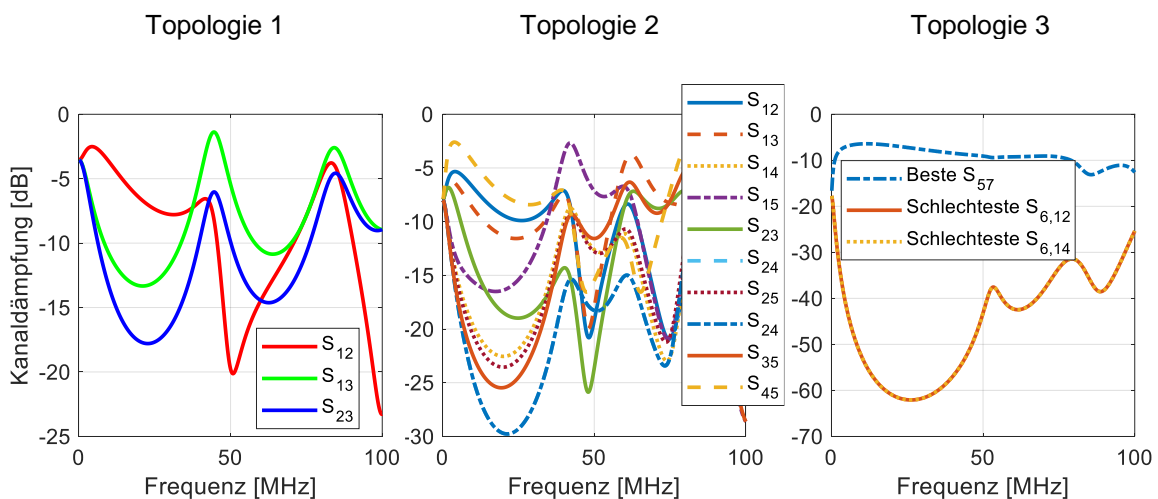 Topologie 1
Topologie 2
Topologie 3
Kanaldämpfung [dB]
0
-5
-10
-15
-20
-25
0
50
100
Frequenz [MHz]
S12
S13
S23
0
-5
-10
-15
-20
-25
-30
0
50
100
Frequenz [MHz]
S12
S13
S14
S15
S23
S24
S25
S24
S35
S45
0
-10
-20
-30
-40
-50
-60
-70
0
50
100
Frequenz [MHz]
Beste S57
Schlechteste S6,12
Schlechteste S6,14